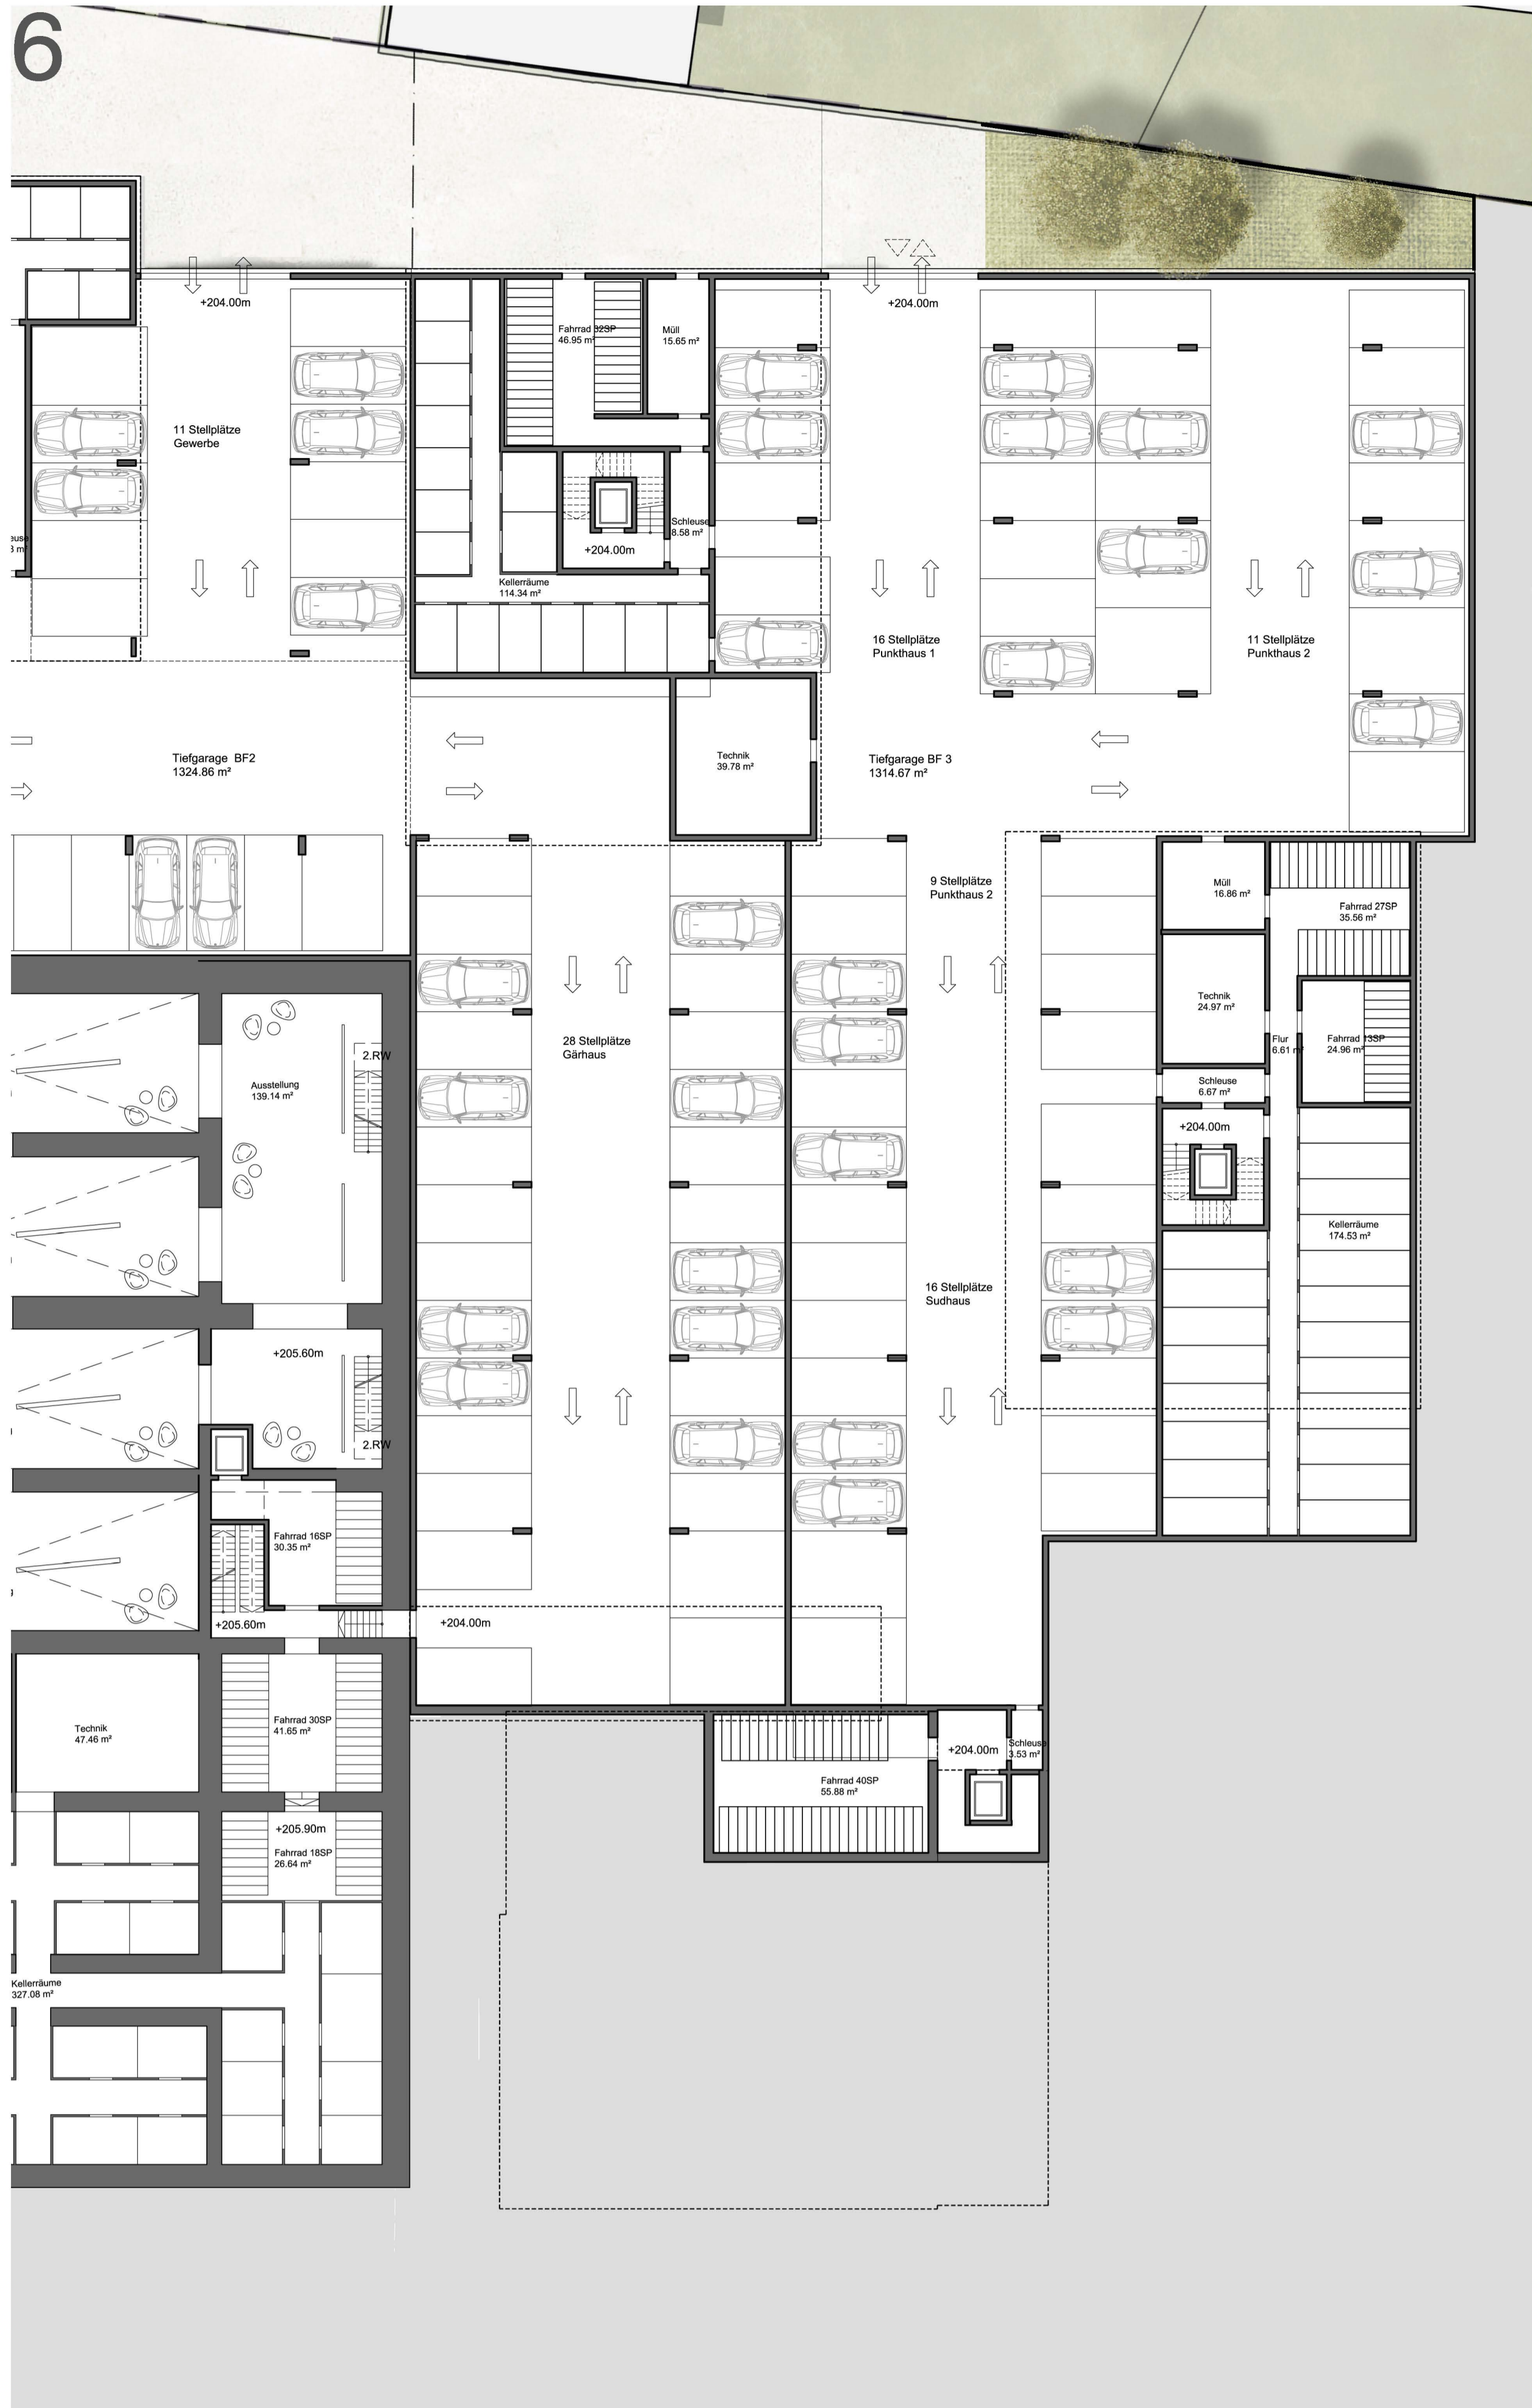 6
+204.00m
+204.00m
Fahrrad 32SP
46.95 m²
Müll
15.65 m²
11 Stellplätze
Gewerbe
Schleuse
8.58 m²
+204.00m
Kellerräume
114.34 m²
16 Stellplätze
Punkthaus 1
11 Stellplätze
Punkthaus 2
Tiefgarage BF2
1324.86 m²
Technik
39.78 m²
Tiefgarage BF 3
1314.67 m²
9 Stellplätze
Punkthaus 2
Müll
16.86 m²
Fahrrad 27SP
35.56 m²
Technik
24.97 m²
28 Stellplätze
Gärhaus
Flur
6.61 m²
Fahrrad 13SP
24.96 m²
2.RW
Ausstellung
139.14 m²
Schleuse
6.67 m²
+204.00m
Kellerräume
174.53 m²
16 Stellplätze
Sudhaus
+205.60m
2.RW
Fahrrad 16SP
30.35 m²
+205.60m
+204.00m
Fahrrad 30SP
41.65 m²
Technik
47.46 m²
+204.00m
Schleuse
3.53 m²
Fahrrad 40SP
55.88 m²
+205.90m
Fahrrad 18SP
26.64 m²
Kellerräume
327.08 m²